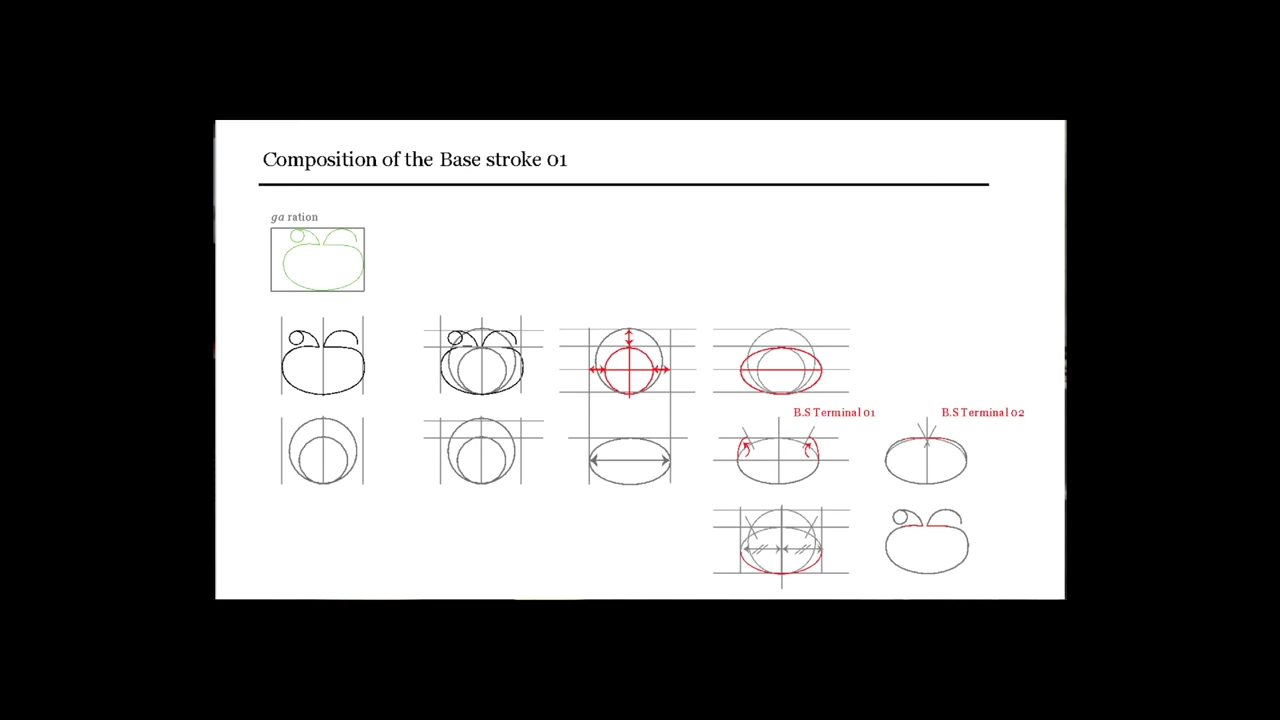 Composition of the Base stroke 01
ga ration
B.S Terminal 01
B.S Terminal 02